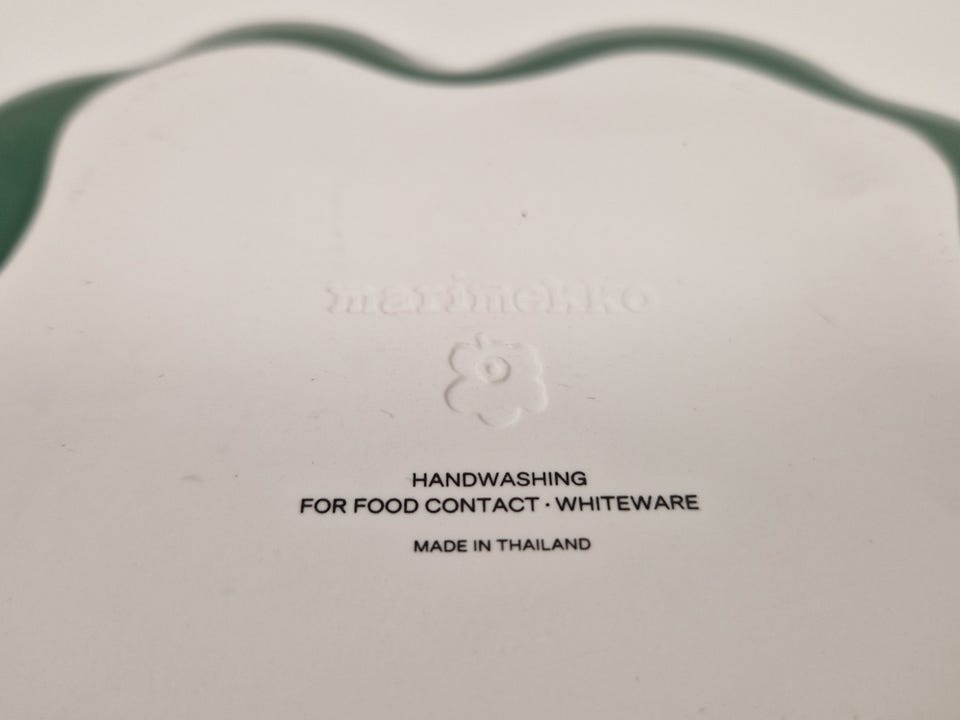 marimekko
HANDWASHING
FOR FOOD CONTACT · WHITEWARE
MADE IN THAILAND